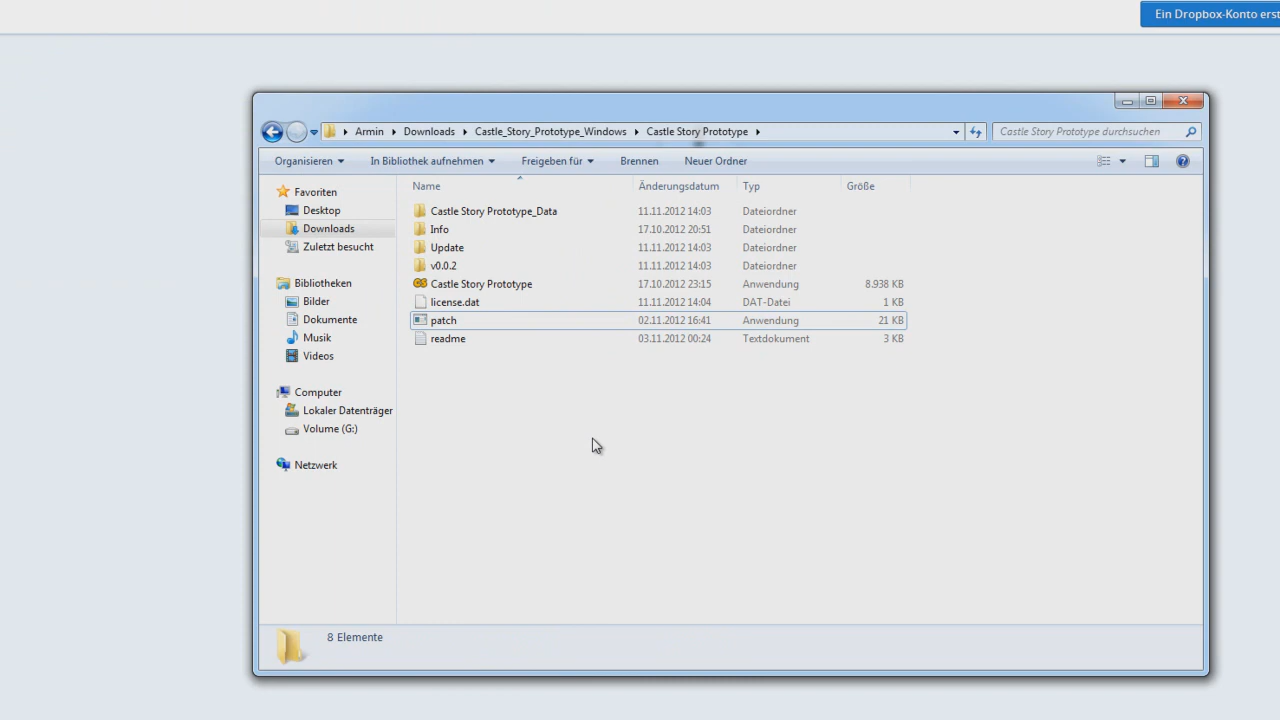 Ein Dropbox-Konto erst
Armin Downloads Castle_Story_Prototype_Windows Castle Story Prototype Castle Story Prototype durchsuchen
Organisieren In Bibliothek aufnehmen Freigeben für Brennen Neuer Ordner
Name Änderungsdatum Typ Größe
Favoriten
Desktop
Downloads
Zuletzt besucht
Bibliotheken
Bilder
Dokumente
Musik
Videos
Computer
Lokaler Datenträger
Volume (G:)
Netzwerk
Castle Story Prototype_Data 11.11.2012 14:03 Dateiordner
Info 17.10.2012 20:51 Dateiordner
Update 11.11.2012 14:03 Dateiordner
v0.0.2 11.11.2012 14:03 Dateiordner
Castle Story Prototype 17.10.2012 23:15 Anwendung 8.938 KB
license.dat 11.11.2012 14:04 DAT-Datei 1 KB
patch 02.11.2012 16:41 Anwendung 21 KB
readme 03.11.2012 00:24 Textdokument 3 KB
8 Elemente